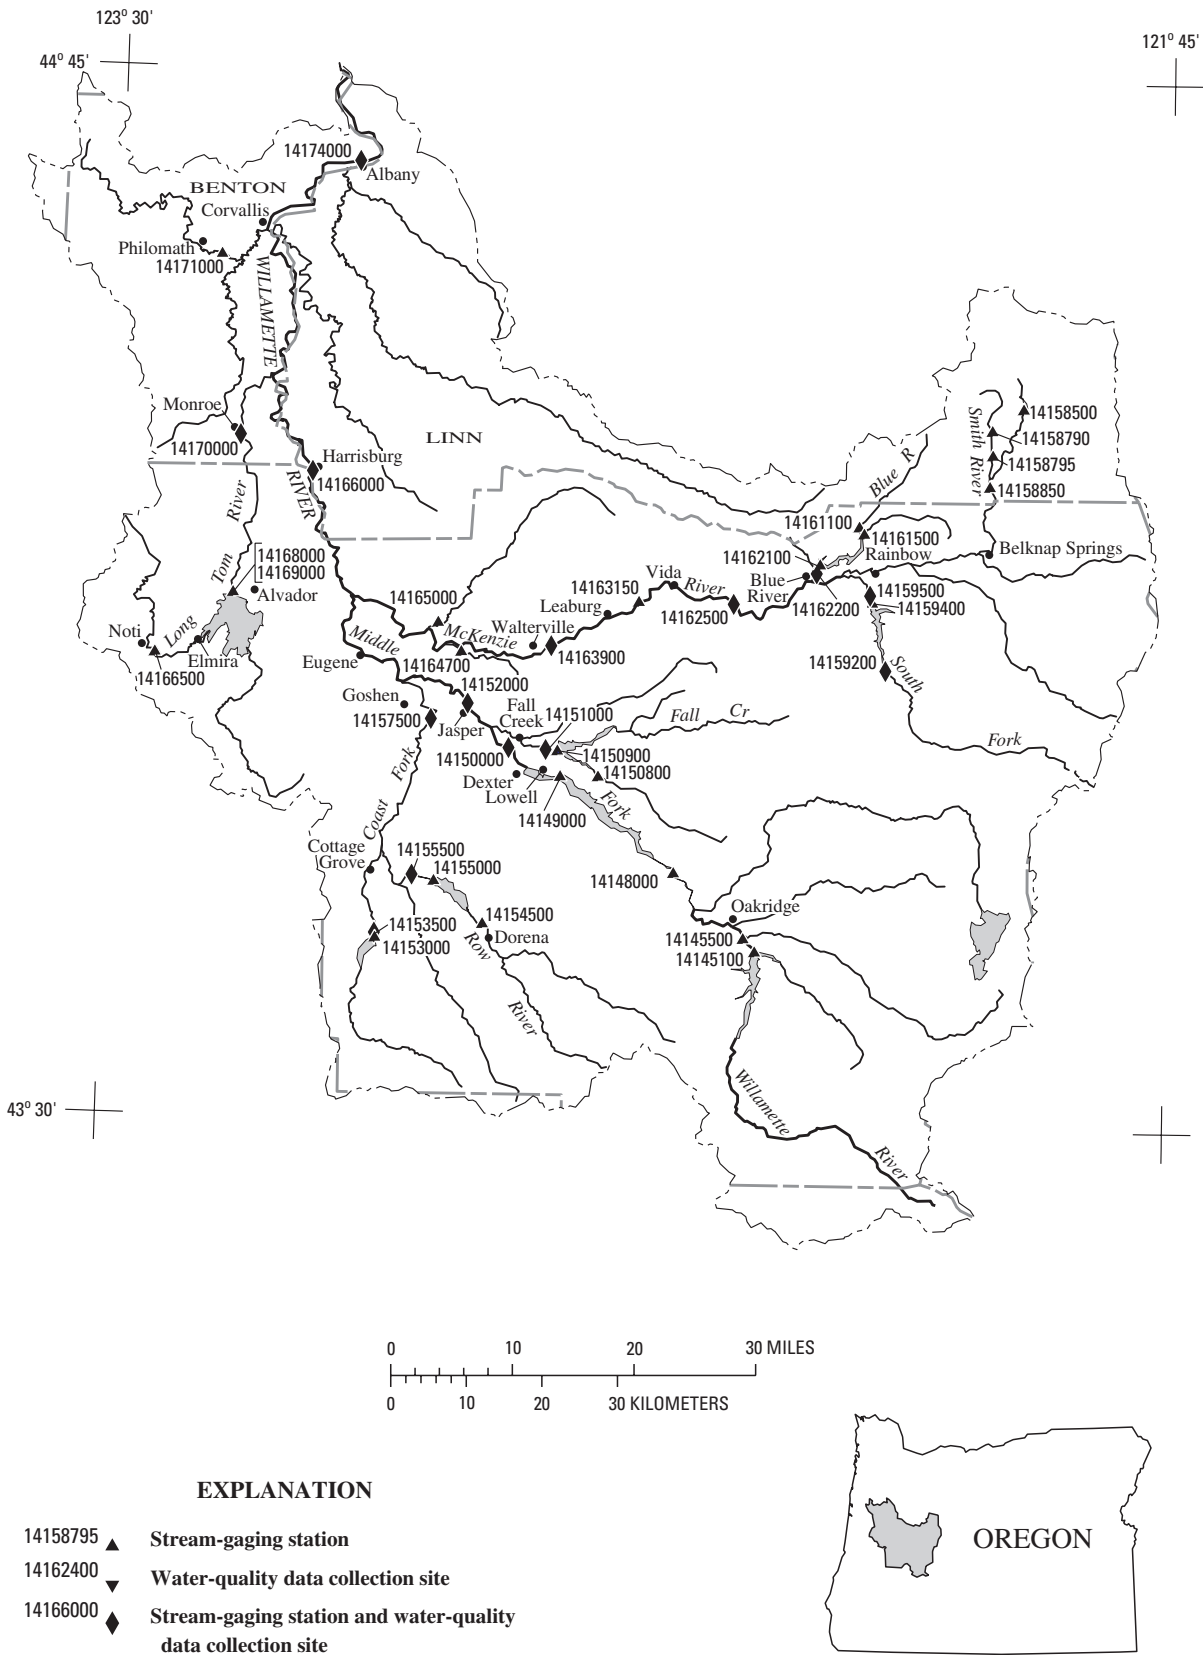 123° 30'
121° 45'
44° 45'
14174000
Albany
BENTON
Corvallis
Philomath
14171000
WILLAMETTE
Monroe
14170000
LINN
Harrisburg
14166000
RIVER
River
Smith River
14158500
14158790
14158795
14158850
Blue R
14161100
14161500
Rainbow
Belknap Springs
14162100
Blue
River
14162200
14159500
14159400
14168000
14169000
Tom
Alvador
Long
Noti
Elmira
14166500
14165000
14163150
Vida
River
Leaburg
14162500
Walterville
McKenzie
14163900
14164700
Middle
Eugene
14159200
South
Fork
14152000
Goshen
14157500
Jasper
Fall
Creek
14151000
Fall Cr
14150000
14150900
14150800
Dexter
Lowell
Fork
14149000
Fork
Coast
Cottage
Grove
14155500
14155000
14148000
Oakridge
14153500
14153000
14154500
Dorena
Row
River
14145500
14145100
43° 30'
Willamette
River
0 10 20 30 MILES
0 10 20 30 KILOMETERS
EXPLANATION
14158795 Stream-gaging station
14162400 Water-quality data collection site
14166000 Stream-gaging station and water-quality
data collection site
OREGON